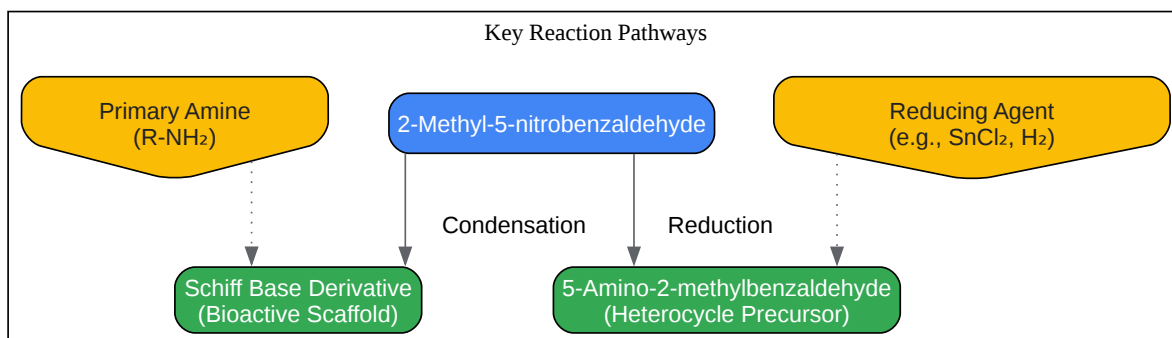 Key Reaction Pathways
Primary Amine
(R-NH₂)
2-Methyl-5-nitrobenzaldehyde
Reducing Agent
(e.g., SnCl₂, H₂)
Condensation
Reduction
Schiff Base Derivative
(Bioactive Scaffold)
5-Amino-2-methylbenzaldehyde
(Heterocycle Precursor)